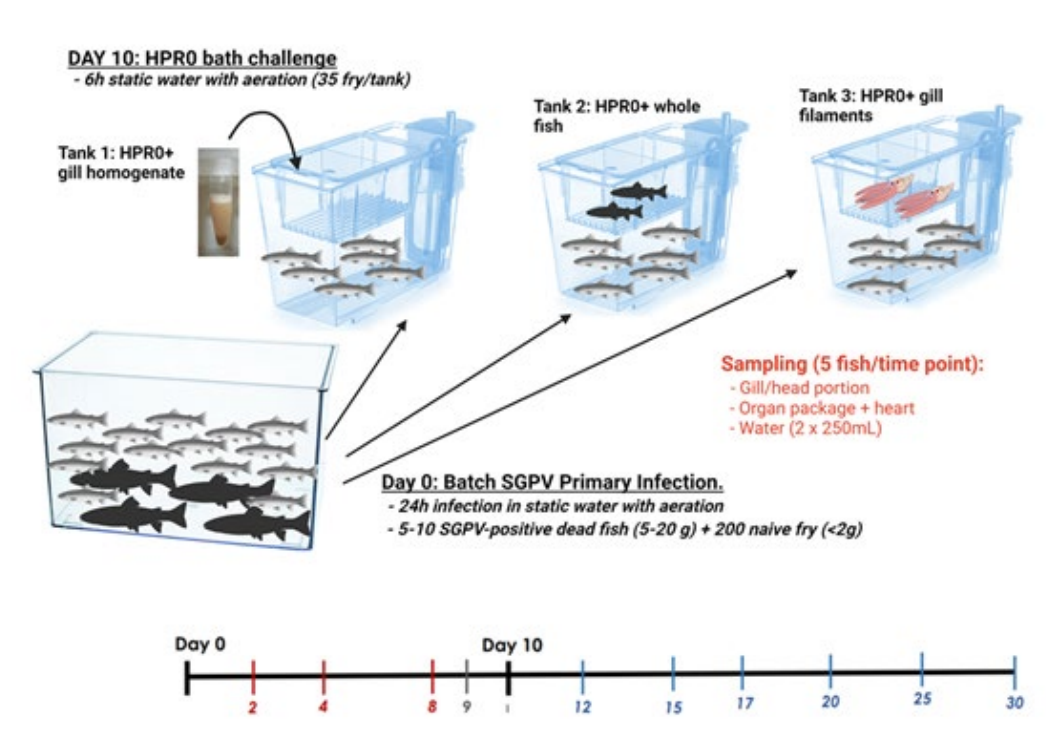 DAY 10: HPR0 bath challenge
- 6h static water with aeration (35 fry/tank)
Tank 1: HPR0+
gill homogenate
Tank 2: HPR0+ whole
fish
Tank 3: HPR0+ gill
filaments
Sampling (5 fish/time point):
- Gill/head portion
- Organ package + heart
- Water (2 x 250mL)
Day 0: Batch SGPV Primary Infection.
- 24h infection in static water with aeration
- 5-10 SGPV-positive dead fish (5-20 g) + 200 naive fry (<2g)
Day 0
Day 10
2 4 8 9 12 15 17 20 25 30